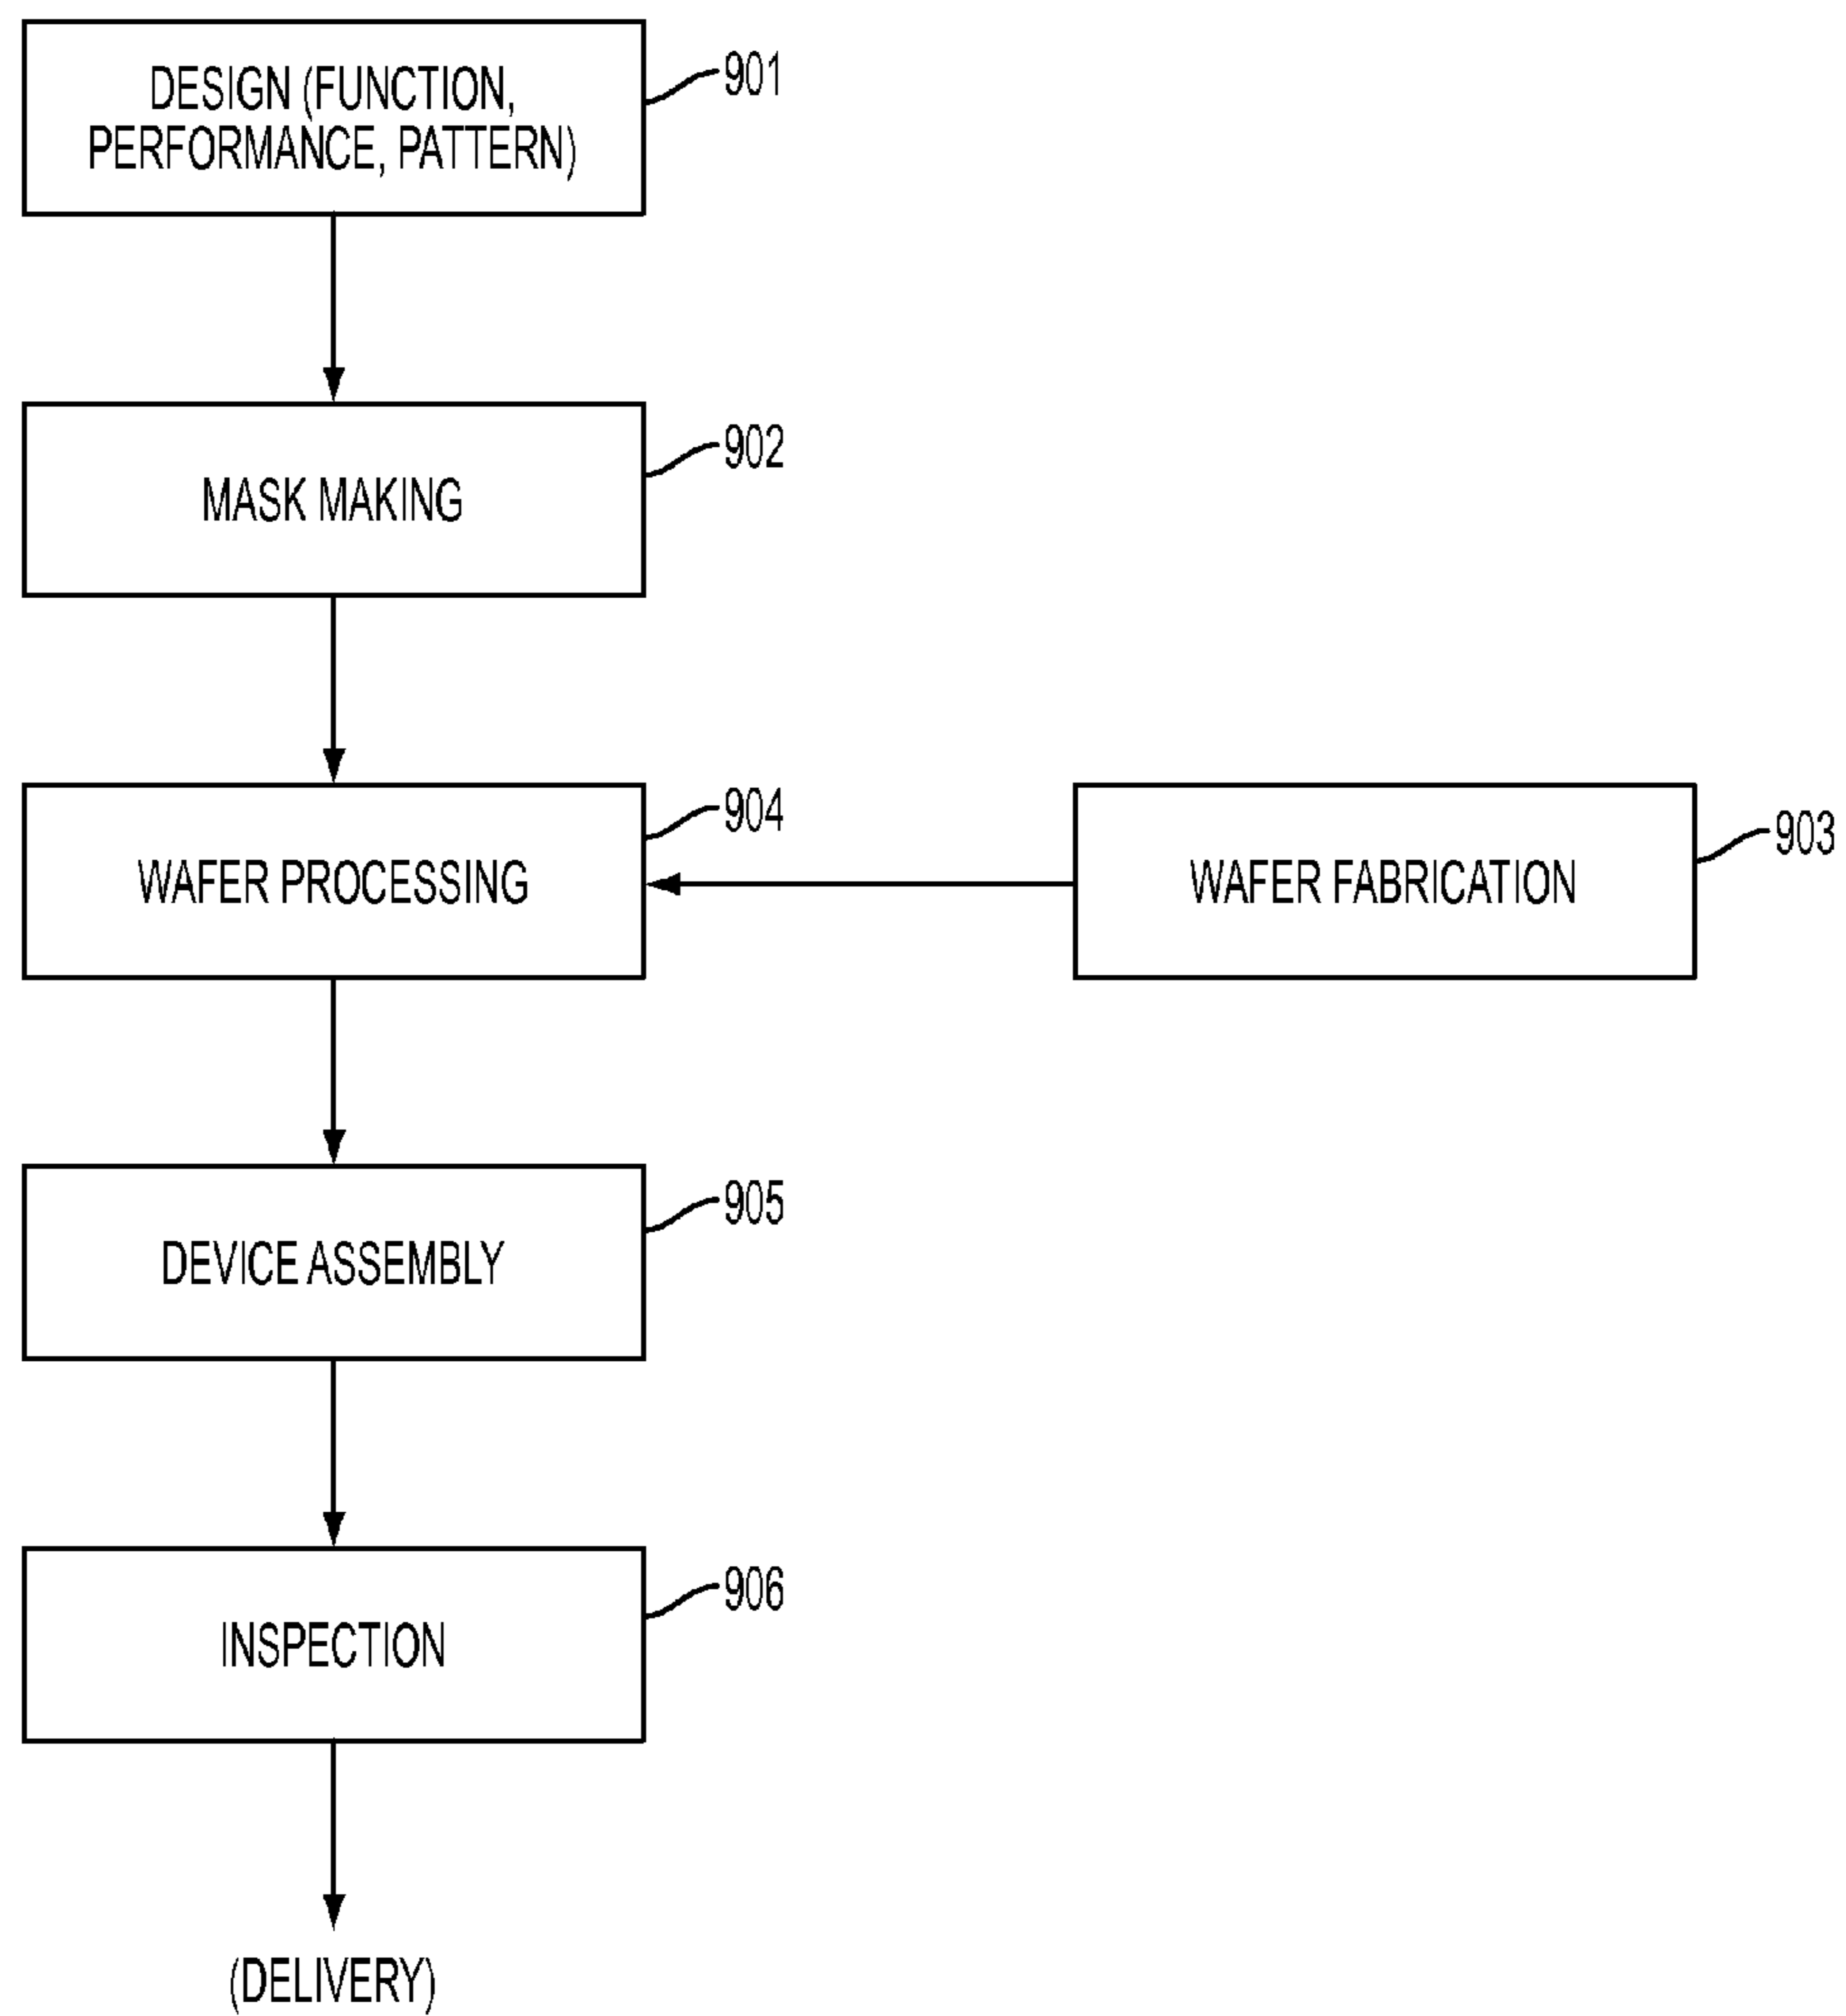 DESIGN (FUNCTION,
PERFORMANCE, PATTERN)
901
MASK MAKING
902
WAFER PROCESSING
904
WAFER FABRICATION
903
DEVICE ASSEMBLY
905
INSPECTION
906
(DELIVERY)